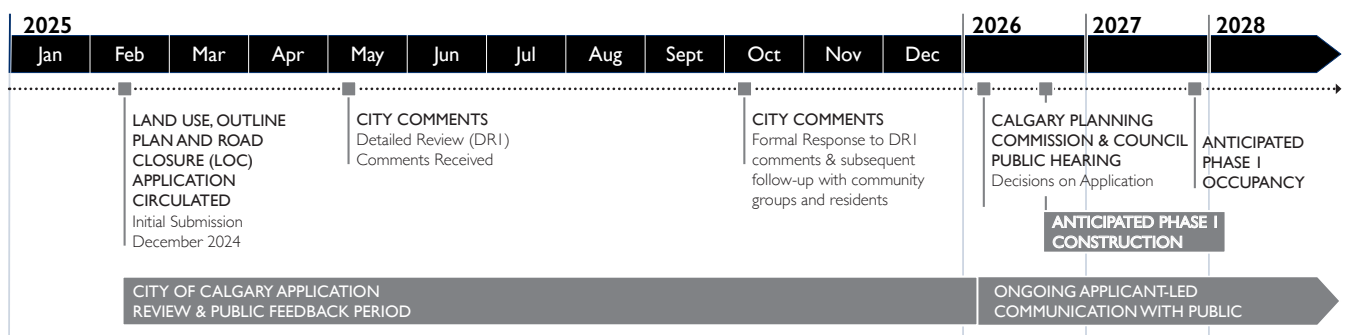 2025
2026
2027
2028
Jan
Feb
Mar
Apr
May
Jun
Jul
Aug
Sept
Oct
Nov
Dec
LAND USE, OUTLINE
PLAN AND ROAD
CLOSURE (LOC)
APPLICATION
CIRCULATED
Initial Submission
December 2024
CITY COMMENTS
Detailed Review (DR1)
Comments Received
CITY COMMENTS
Formal Response to DR1
comments & subsequent
follow-up with community
groups and residents
CALGARY PLANNING
COMMISSION & COUNCIL
PUBLIC HEARING
Decisions on Application
ANTICIPATED PHASE 1
CONSTRUCTION
ANTICIPATED
PHASE 1
OCCUPANCY
CITY OF CALGARY APPLICATION
REVIEW & PUBLIC FEEDBACK PERIOD
ONGOING APPLICANT-LED
COMMUNICATION WITH PUBLIC